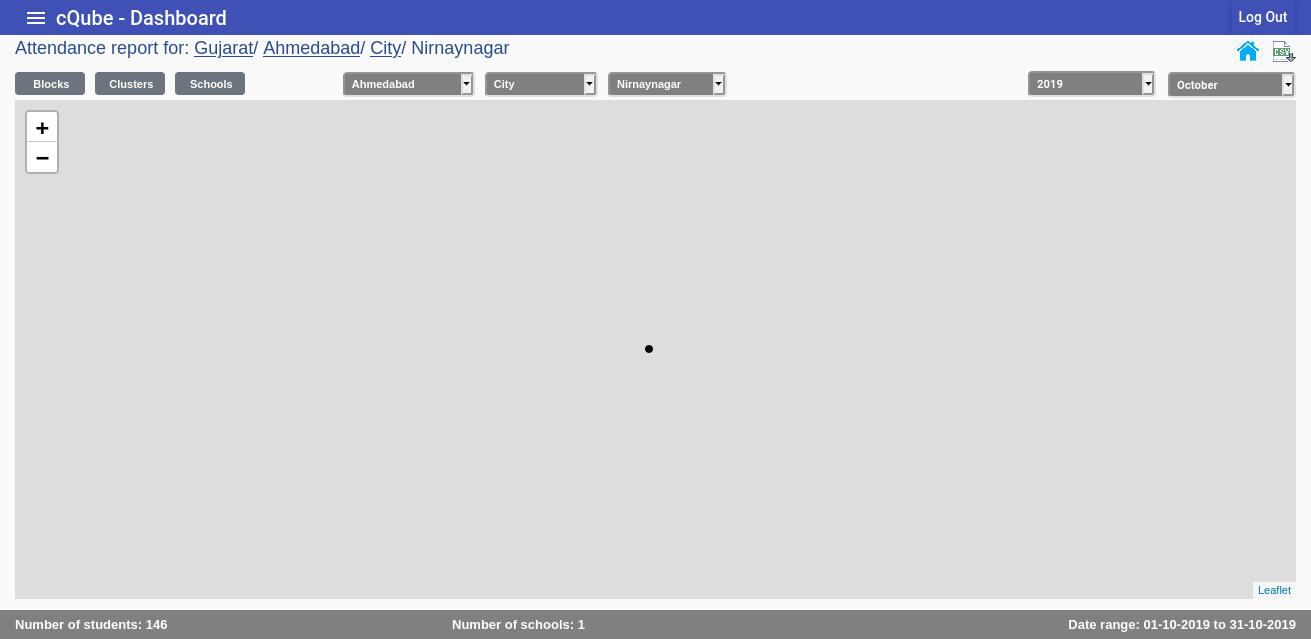 cQube - Dashboard Log Out
Attendance report for: Gujarat/ Ahmedabad/ City/ Nirnaynagar
CSV
Blocks Clusters Schools Ahmedabad City Nirnaynagar 2019 October
+
−
Leaflet
Number of students: 146 Number of schools: 1 Date range: 01-10-2019 to 31-10-2019